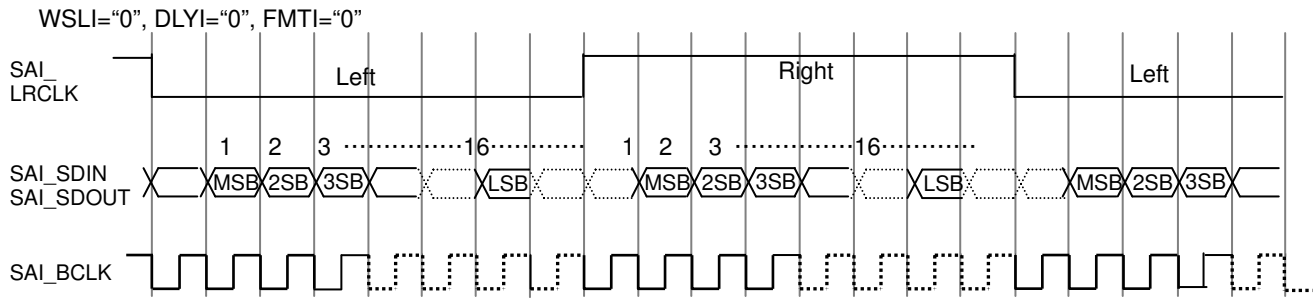 WSLI=“0”, DLYI=“0”, FMTI=“0”
SAI_
LRCLK
Left
Right
Left
1 2 3 ················16··············· 1 2 3 ················16···············
SAI_SDIN
SAI_SDOUT
MSB 2SB 3SB LSB MSB 2SB 3SB LSB MSB 2SB 3SB
SAI_BCLK